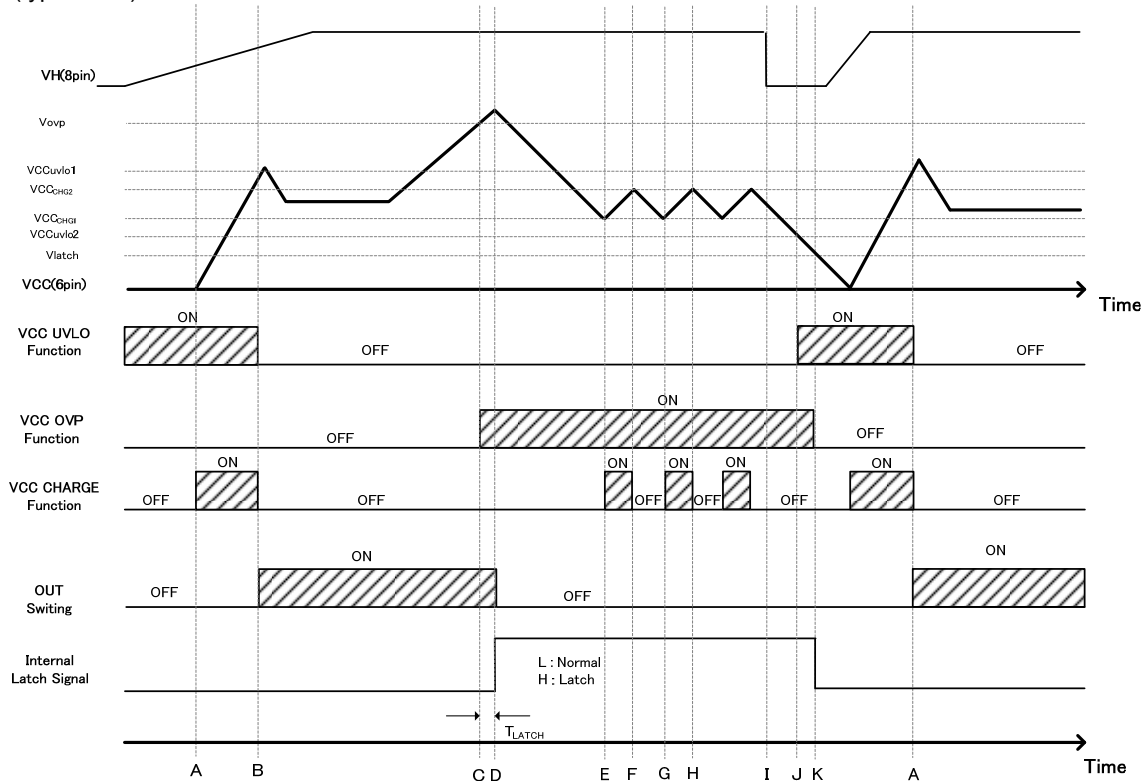 VH(8pin)
Vovp
VCCuvlo1
VCCCHG2
VCCCHG1
VCCuvlo2
Vlatch
VCC(6pin)
Time
VCC UVLO
Function
ON
OFF
ON
OFF
VCC OVP
Function
OFF
ON
OFF
VCC CHARGE
Function
OFF
ON
OFF
ON
OFF
ON
OFF
ON
OFF
ON
OFF
OUT
Switing
OFF
ON
OFF
ON
Internal
Latch Signal
L : Normal
H : Latch
TLATCH
Time
A B C D E F G H I J K A